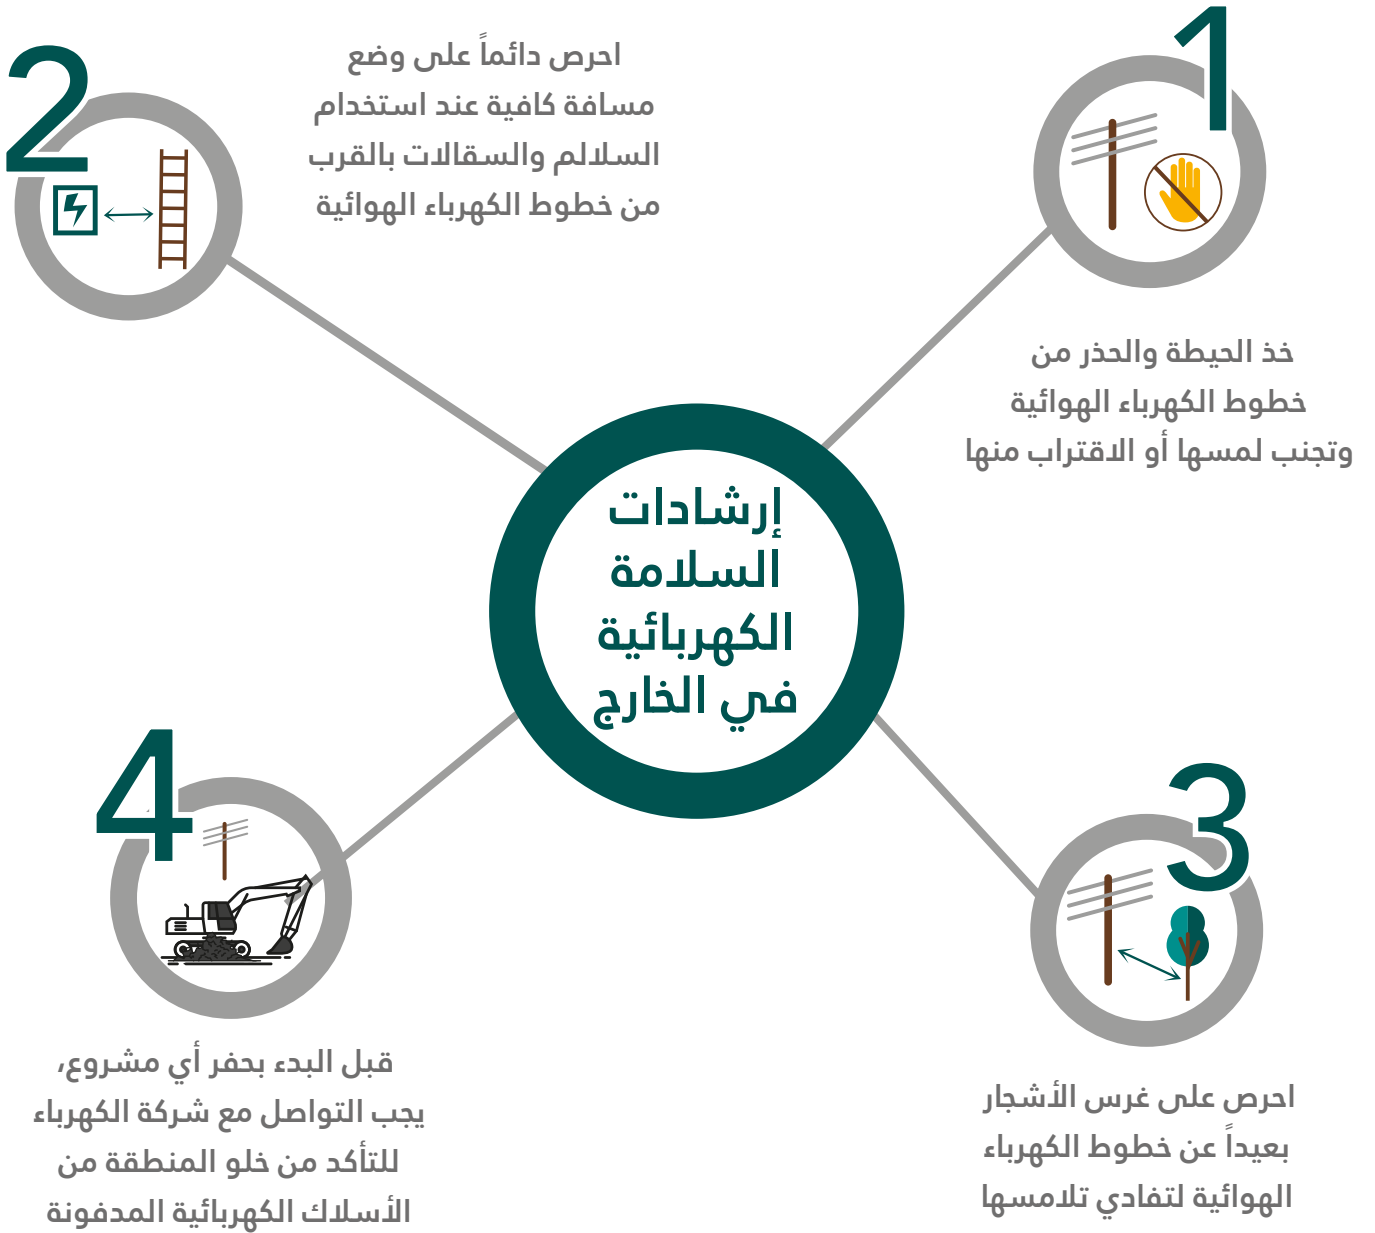 إرشادات
السلامة
الكهربائية
في الخارج
1
خذ الحيطة والحذر من
خطوط الكهرباء الهوائية
وتجنب لمسها أو الاقتراب منها
2
احرص دائماً على وضع
مسافة كافية عند استخدام
السلالم والسقالات بالقرب
من خطوط الكهرباء الهوائية
3
احرص على غرس الأشجار
بعيداً عن خطوط الكهرباء
الهوائية لتفادي تلامسها
4
قبل البدء بحفر أي مشروع،
يجب التواصل مع شركة الكهرباء
للتأكد من خلو المنطقة من
الأسلاك الكهربائية المدفونة